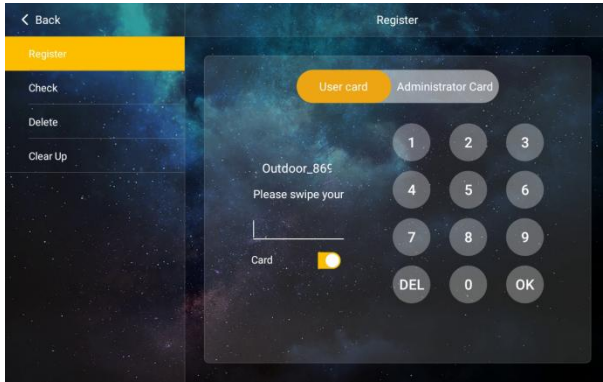 Back
Register
Register
Check
Delete
Clear Up
User card
Administrator Card
Outdoor_869
Please swipe your
Card
1 2 3
4 5 6
7 8 9
DEL 0 OK